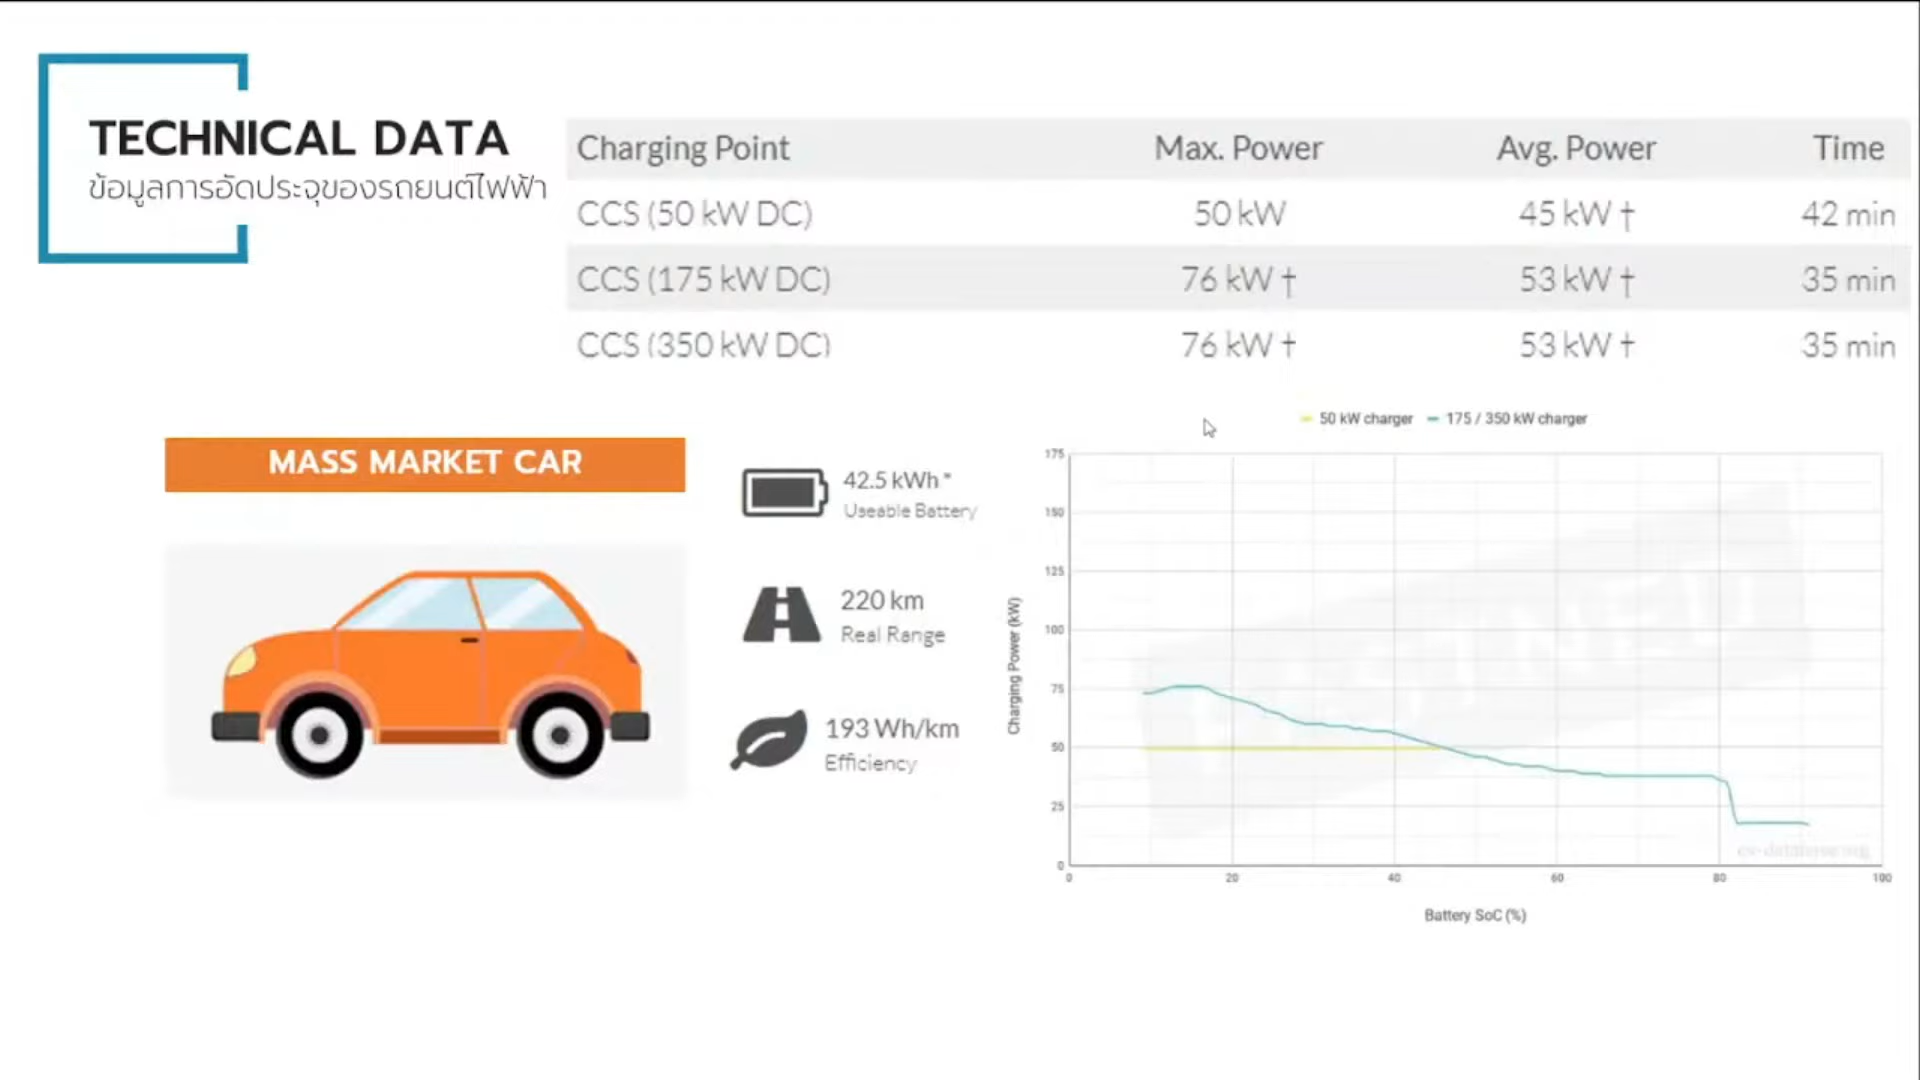 TECHNICAL DATA
ข้อมูลการอัดประจุของรถยนต์ไฟฟ้า
Charging Point Max. Power Avg. Power Time
CCS (50 kW DC) 50 kW 45 kW † 42 min
CCS (175 kW DC) 76 kW † 53 kW † 35 min
CCS (350 kW DC) 76 kW † 53 kW † 35 min
MASS MARKET CAR
42.5 kWh *
Useable Battery
220 km
Real Range
193 Wh/km
Efficiency
50 kW charger 175 / 350 kW charger
Charging Power (kW)
175
150
125
100
75
50
25
0
0 20 40 60 80 100
Battery SoC (%)
FASTNED
ev-database.org